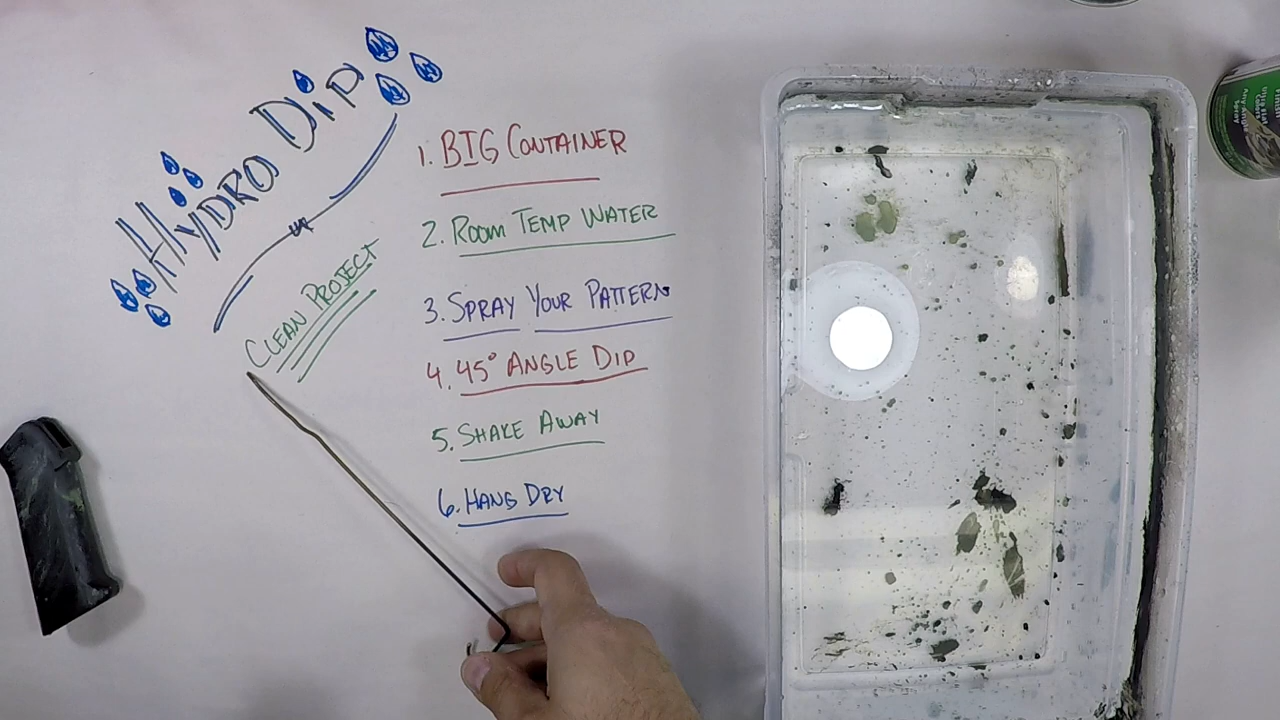 HYDRO DIP
CLEAN PROJECT
1. BIG CONTAINER
2. ROOM TEMP WATER
3. SPRAY YOUR PATTERN
4. 45° ANGLE DIP
5. SHAKE AWAY
6. HANG DRY